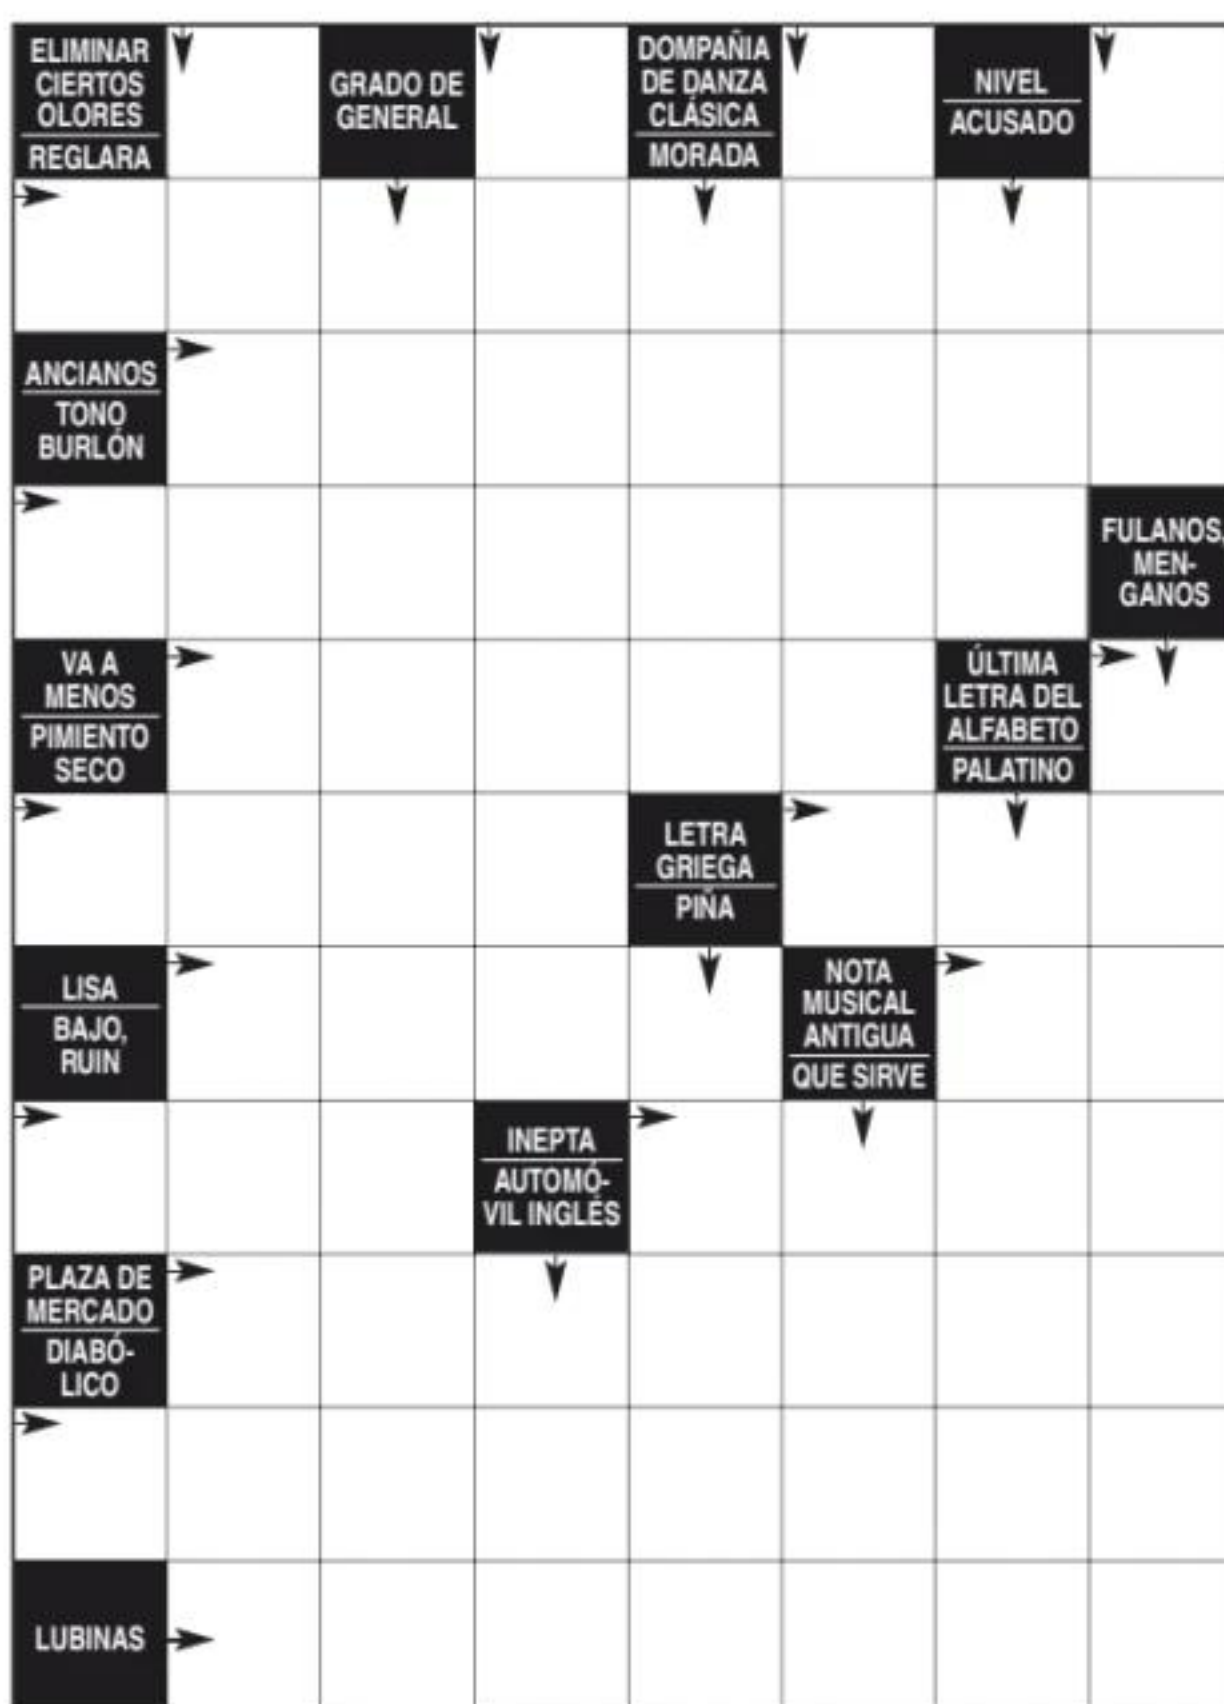 ELIMINAR
CIERTOS
OLORES
REGLARA
GRADO DE
GENERAL
DOMPAÑIA
DE DANZA
CLÁSICA
MORADA
NIVEL
ACUSADO
ANCIANOS
TONO
BURLÓN
FULANOS,
MEN-
GANOS
VA A
MENOS
PIMIENTO
SECO
ÚLTIMA
LETRA DEL
ALFABETO
PALATINO
LETRA
GRIEGA
PIÑA
LISA
BAJO,
RUIN
NOTA
MUSICAL
ANTIGUA
QUE SIRVE
INEPTA
AUTOMÓ-
VIL INGLÉS
PLAZA DE
MERCADO
DIABÓ-
LICO
LUBINAS